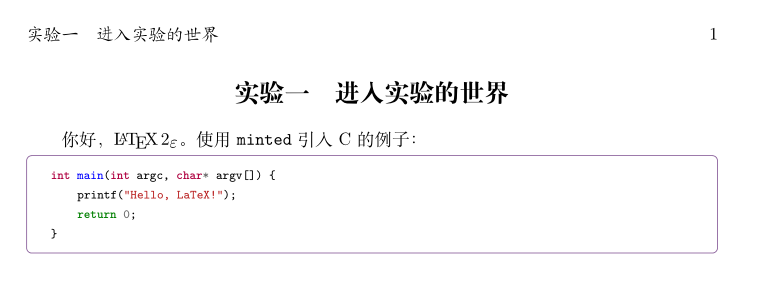 实验一　进入实验的世界 1
实验一　进入实验的世界
你好，LaTeX 2ε。使用 minted 引入 C 的例子：
int main(int argc, char* argv[]) {
    printf("Hello, LaTeX!");
    return 0;
}